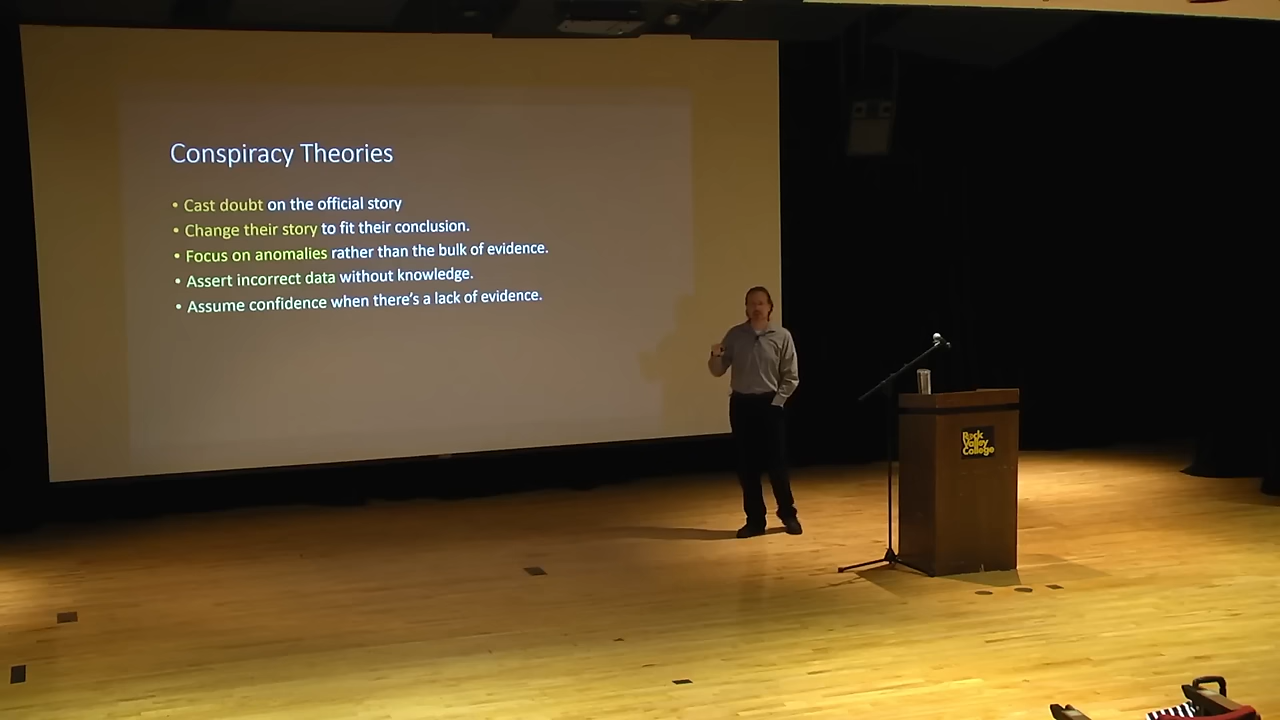 Conspiracy Theories
• Cast doubt on the official story
• Change their story to fit their conclusion.
• Focus on anomalies rather than the bulk of evidence.
• Assert incorrect data without knowledge.
• Assume confidence when there's a lack of evidence.
Rock
Valley
College